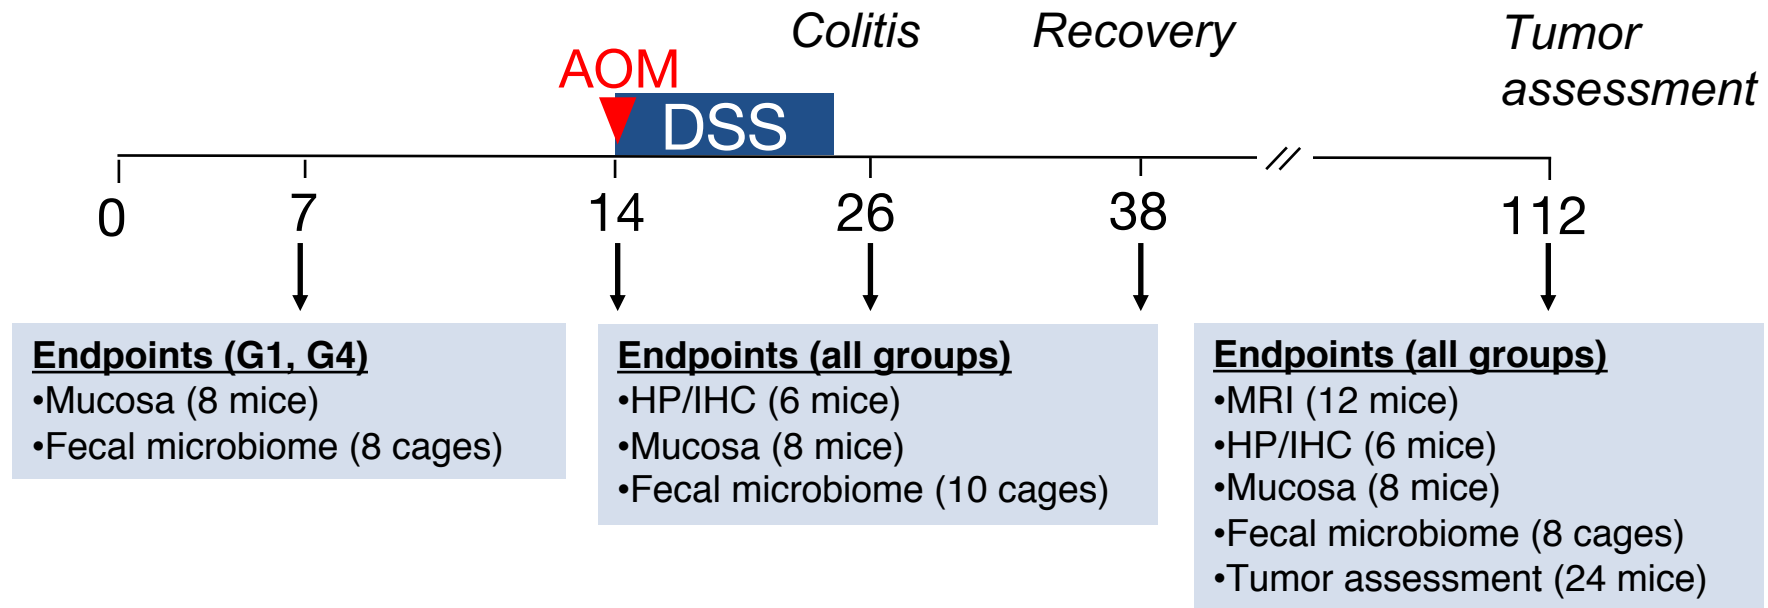 Colitis
Recovery
Tumor
assessment
AOM
DSS
0
7
14
26
38
112
Endpoints (G1, G4)
•Mucosa (8 mice)
•Fecal microbiome (8 cages)
Endpoints (all groups)
•HP/IHC (6 mice)
•Mucosa (8 mice)
•Fecal microbiome (10 cages)
Endpoints (all groups)
•MRI (12 mice)
•HP/IHC (6 mice)
•Mucosa (8 mice)
•Fecal microbiome (8 cages)
•Tumor assessment (24 mice)